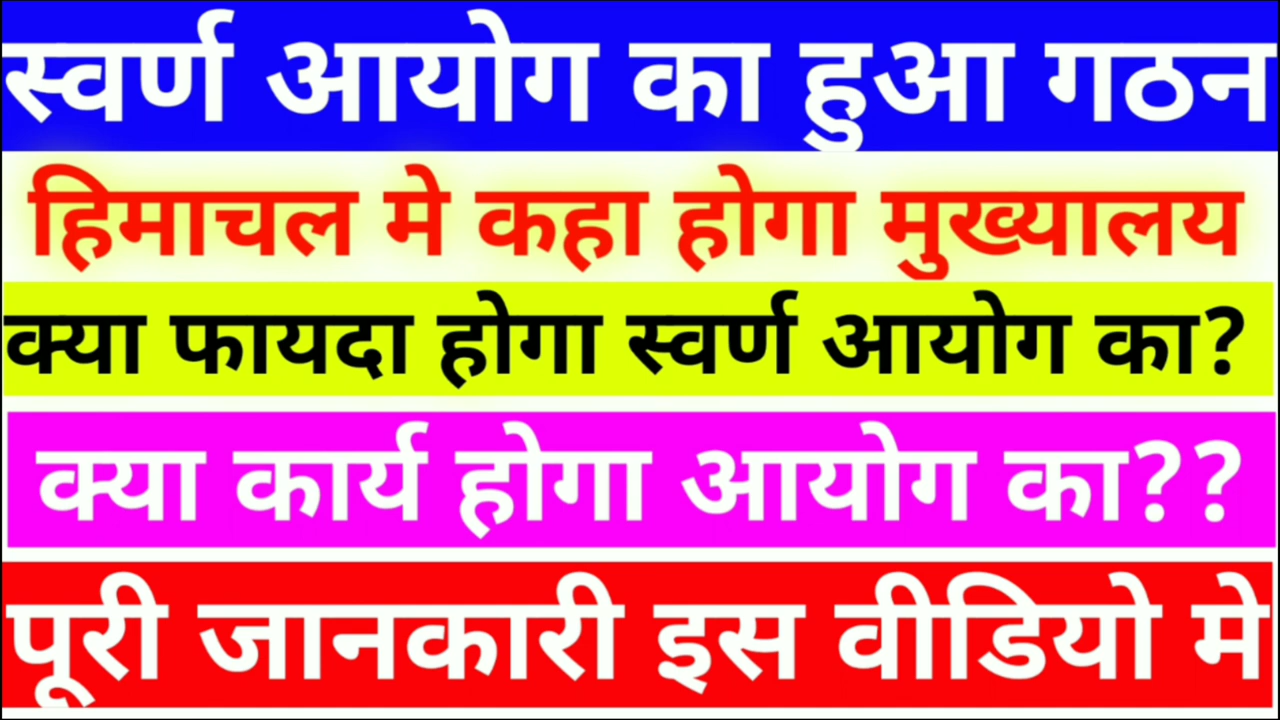 स्वर्ण आयोग का हुआ गठन
हिमाचल मे कहा होगा मुख्यालय
क्या फायदा होगा स्वर्ण आयोग का?
क्या कार्य होगा आयोग का??
पूरी जानकारी इस वीडियो मे